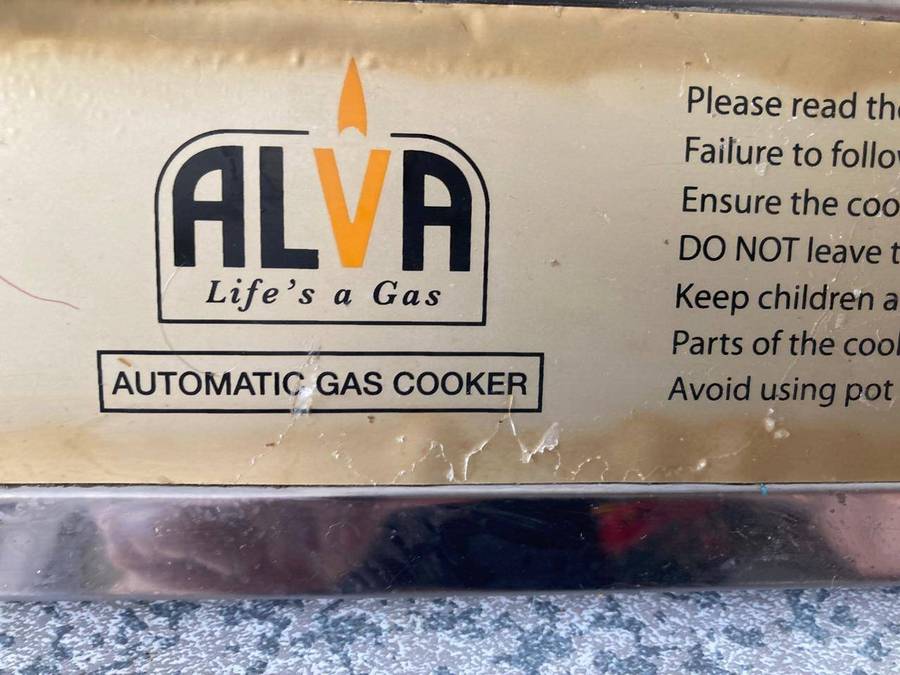 ALVA
Life's a Gas
AUTOMATIC GAS COOKER
Please read the
Failure to follow
Ensure the coo
DO NOT leave t
Keep children a
Parts of the cook
Avoid using pot